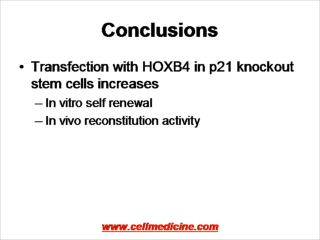 Conclusions
• Transfection with HOXB4 in p21 knockout
stem cells increases
– In vitro self renewal
– In vivo reconstitution activity
www.cellmedicine.com